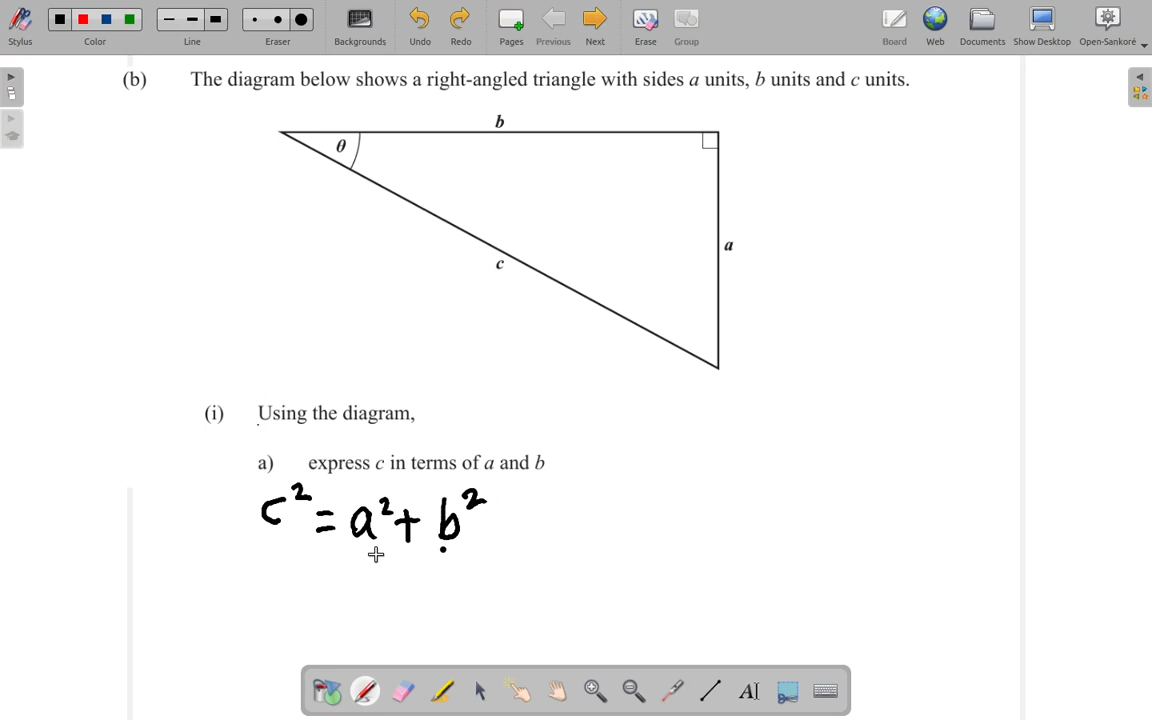 Stylus Color Line Eraser Backgrounds Undo Redo Pages Previous Next Erase Group Board Web Documents Show Desktop Open-Sankoré
(b) The diagram below shows a right-angled triangle with sides a units, b units and c units.
b
θ
a
c
(i) Using the diagram,
a) express c in terms of a and b
c² = a² + b²
AI